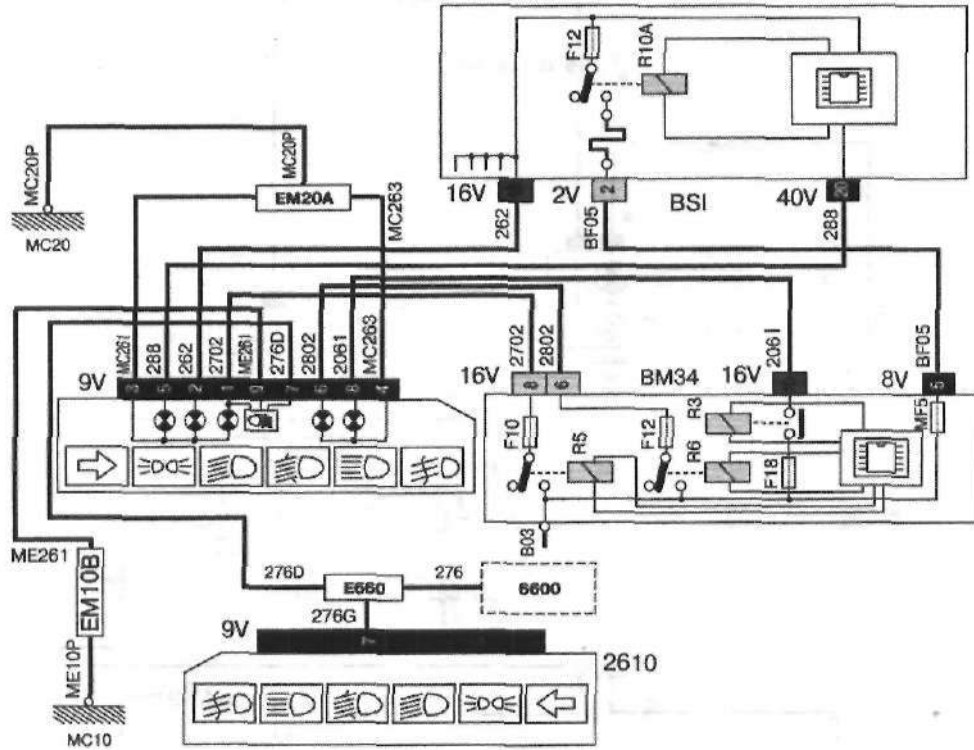 F12
R10A
16V
2V
2
BSI
40V
20
262
BF05
288
MC20P
MC20P
EM20A
MC263
MC20
MC261
288
262
2702
ME261
276D
2802
2061
MC263
9V
3
5
2
1
9
7
6
8
4
2702
2802
2061
BF05
16V
8
6
BM34
16V
8V
5
F10
R5
F12
R3
R6
F18
MF5
B03
ME261
EM10B
ME10P
MC10
276D
E660
276
6600
276G
9V
7
2610